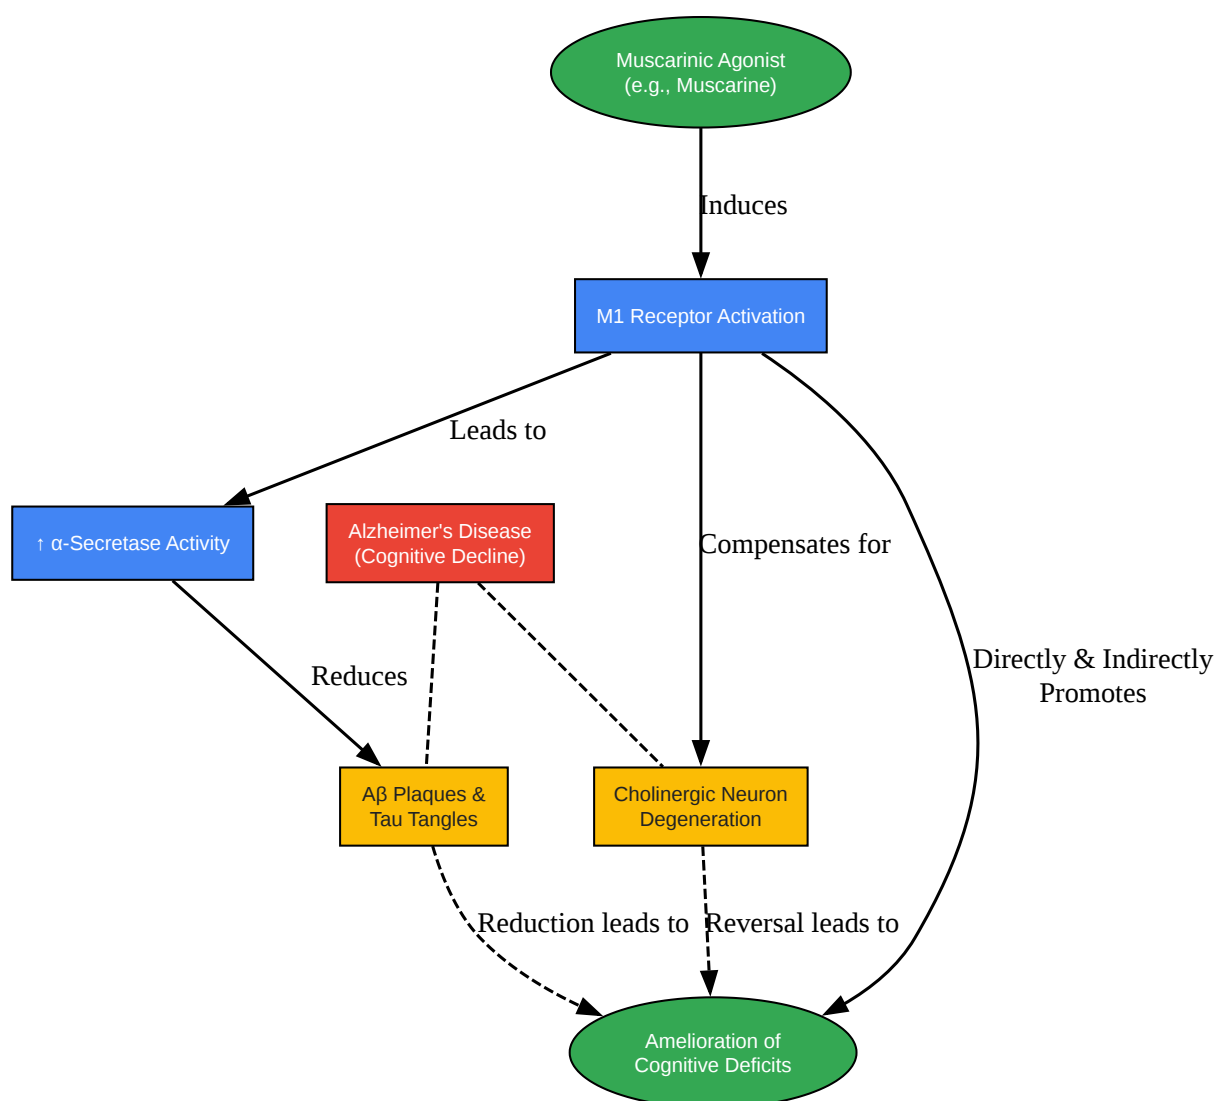 Muscarinic Agonist
(e.g., Muscarine)
Induces
M1 Receptor Activation
Leads to
↑ α-Secretase Activity
Alzheimer's Disease
(Cognitive Decline)
Compensates for
Reduces
Directly & Indirectly
Promotes
Aβ Plaques &
Tau Tangles
Cholinergic Neuron
Degeneration
Reduction leads to
Reversal leads to
Amelioration of
Cognitive Deficits